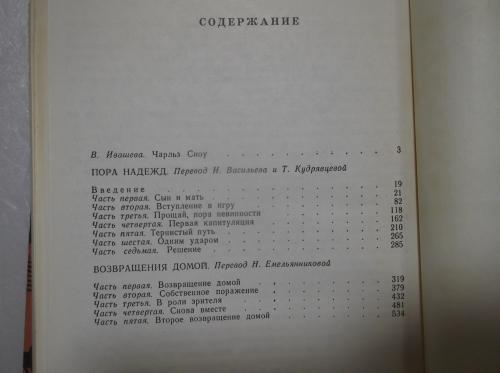 СОДЕРЖАНИЕ
В. Ивашева. Чарльз Сноу . . . . . . . . . . 3
ПОРА НАДЕЖД. Перевод Н. Васильева и Т. Кудрявцевой
Введение . . . . . . . . . . 19
Часть первая. Сын и мать . . . . . . . . 21
Часть вторая. Вступление в игру . . . . . . 82
Часть третья. Прощай, пора невинности . . . . 118
Часть четвертая. Первая капитуляция . . . . 162
Часть пятая. Тернистый путь . . . . . . 210
Часть шестая. Одним ударом . . . . . . 265
Часть седьмая. Решение . . . . . . . 285
ВОЗВРАЩЕНИЯ ДОМОЙ. Перевод Н. Емельянниковой
Часть первая. Возвращение домой . . . . . 319
Часть вторая. Собственное поражение . . . . 379
Часть третья. В роли зрителя . . . . . . 432
Часть четвертая. Снова вместе . . . . . . 481
Часть пятая. Второе возвращение домой . . . . 534